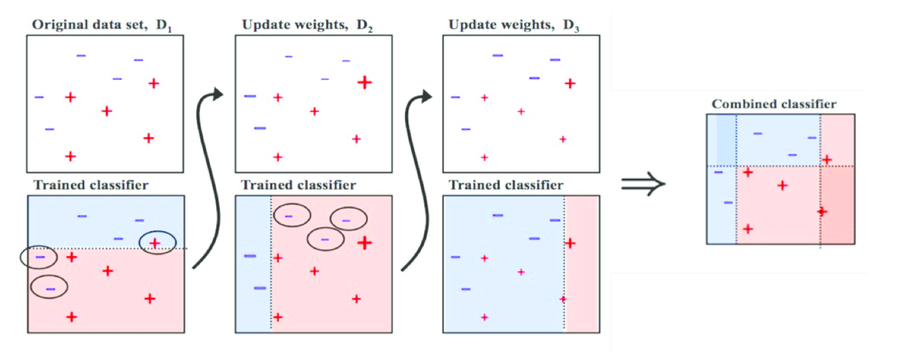 Original data set, D₁
Update weights, D₂
Update weights, D₃
Combined classifier
Trained classifier
Trained classifier
Trained classifier